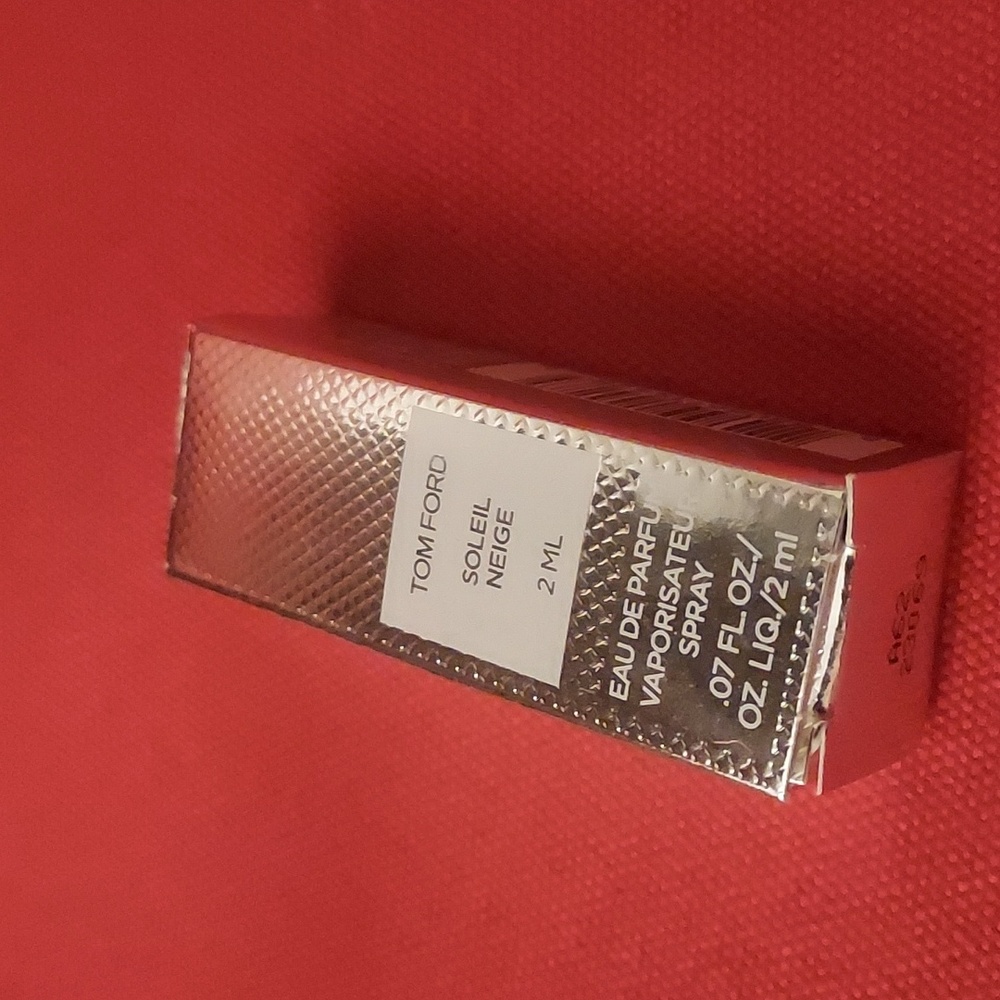 TOM FORD
SOLEIL
NEIGE
2 ML
EAU DE PARFU
VAPORISATEU
SPRAY
.07 FL.OZ./
OZ. LIQ./2 ml